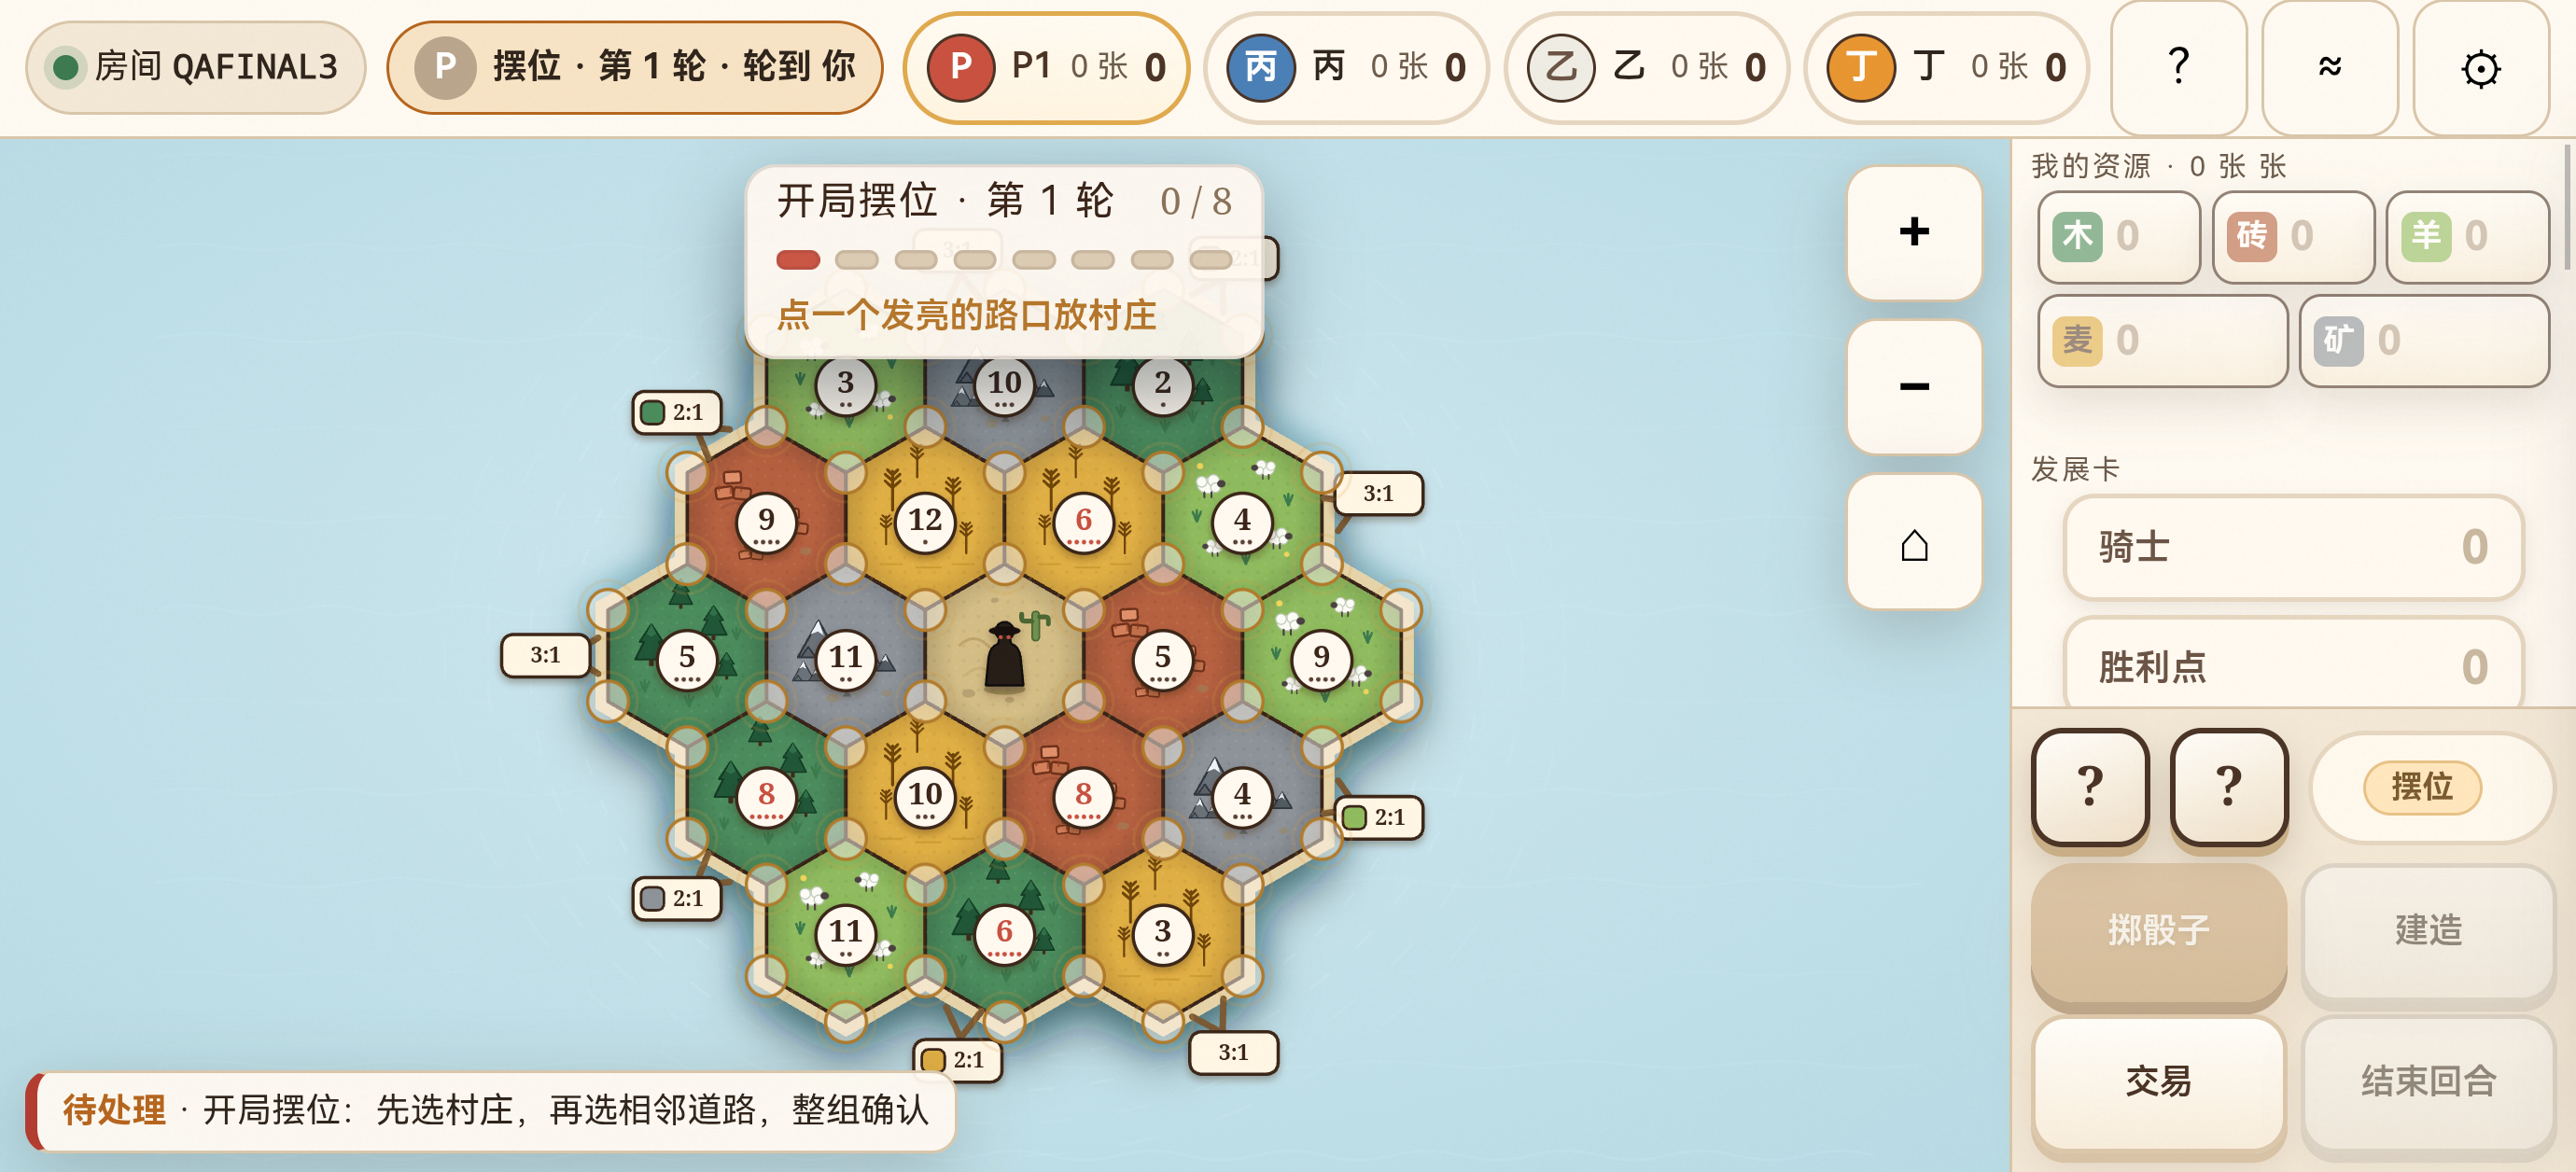 房间 QAFINAL3
P 摆位 · 第 1 轮 · 轮到 你
P P1 0 张 0
丙 丙 0 张 0
乙 乙 0 张 0
丁 丁 0 张 0
?
≈
开局摆位 · 第 1 轮 0 / 8
3:1
2:1
点一个发亮的路口放村庄
3 10 2
2:1
3:1
9 12 6 4
3:1
5 11 5 9
8 10 8 4
2:1
2:1
11 6 3
2:1
3:1
+
−
待处理 · 开局摆位：先选村庄，再选相邻道路，整组确认
我的资源 · 0 张 张
木 0
砖 0
羊 0
麦 0
矿 0
发展卡
骑士 0
胜利点 0
? ? 摆位
掷骰子
建造
交易
结束回合